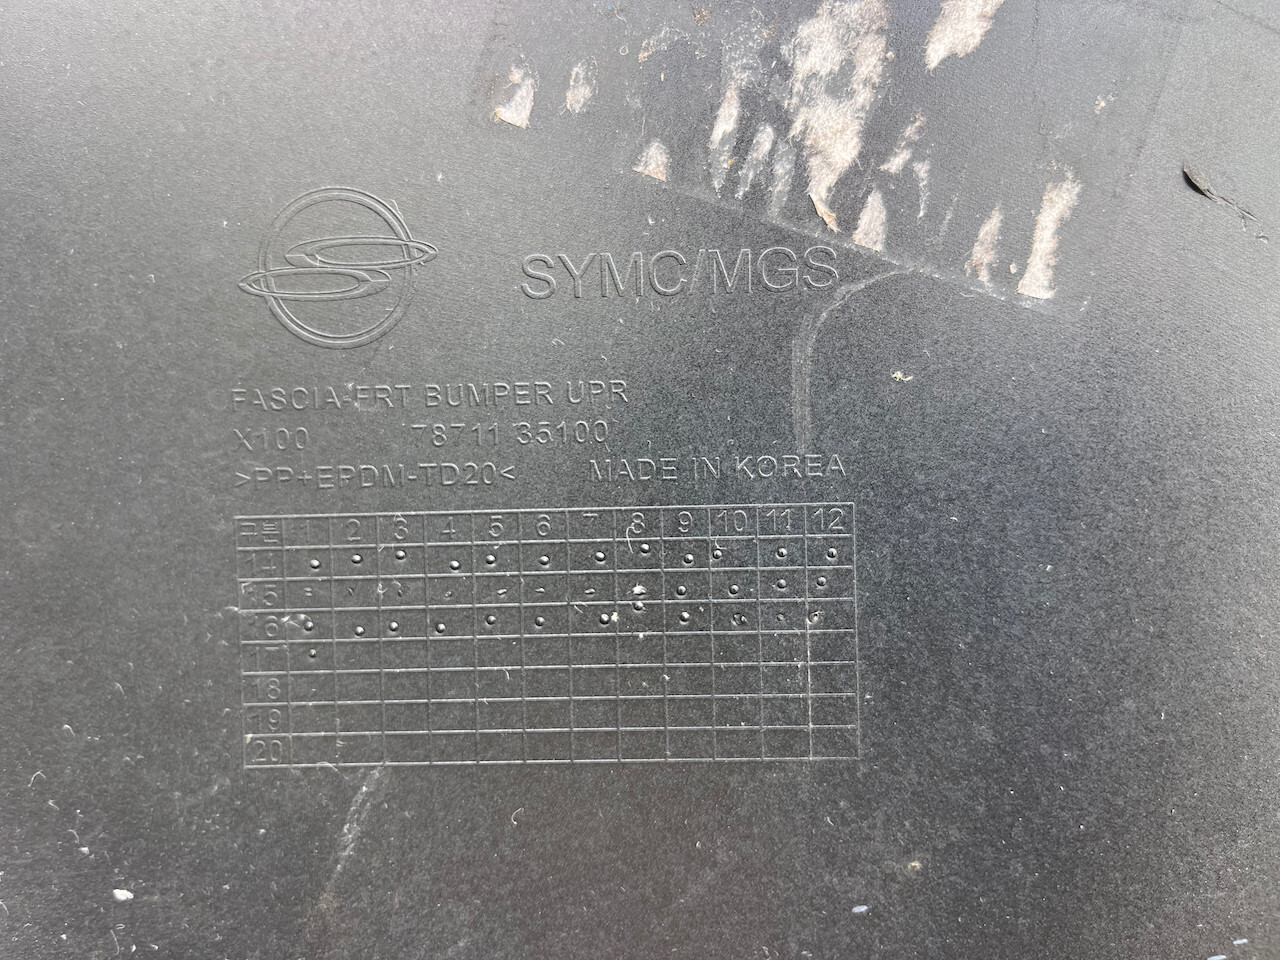 SYMC/MGS
FASCIA-FRT BUMPER UPR
X100 78711 35100
>PP+EPDM-TD20<
MADE IN KOREA
구분 1 2 3 4 5 6 7 8 9 10 11 12
14
15
16
17
18
19
20